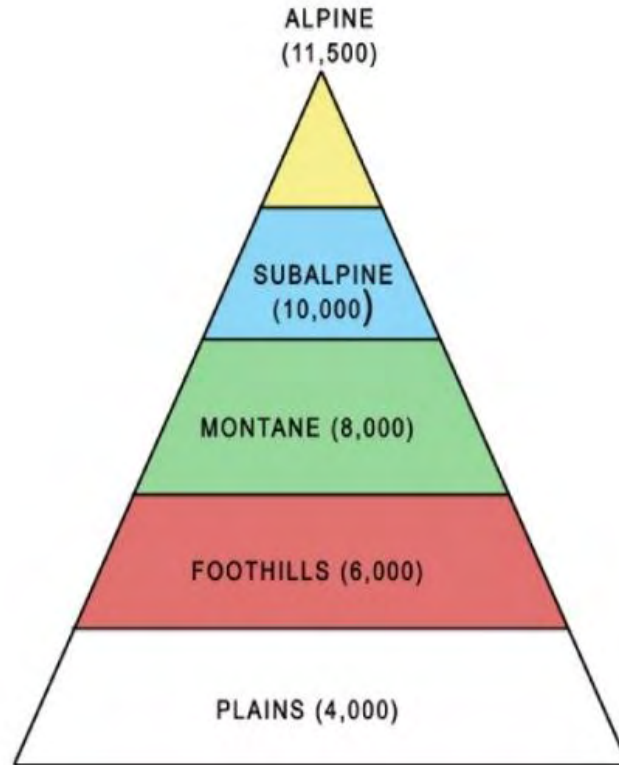 ALPINE
(11,500)
SUBALPINE
(10,000)
MONTANE (8,000)
FOOTHILLS (6,000)
PLAINS (4,000)